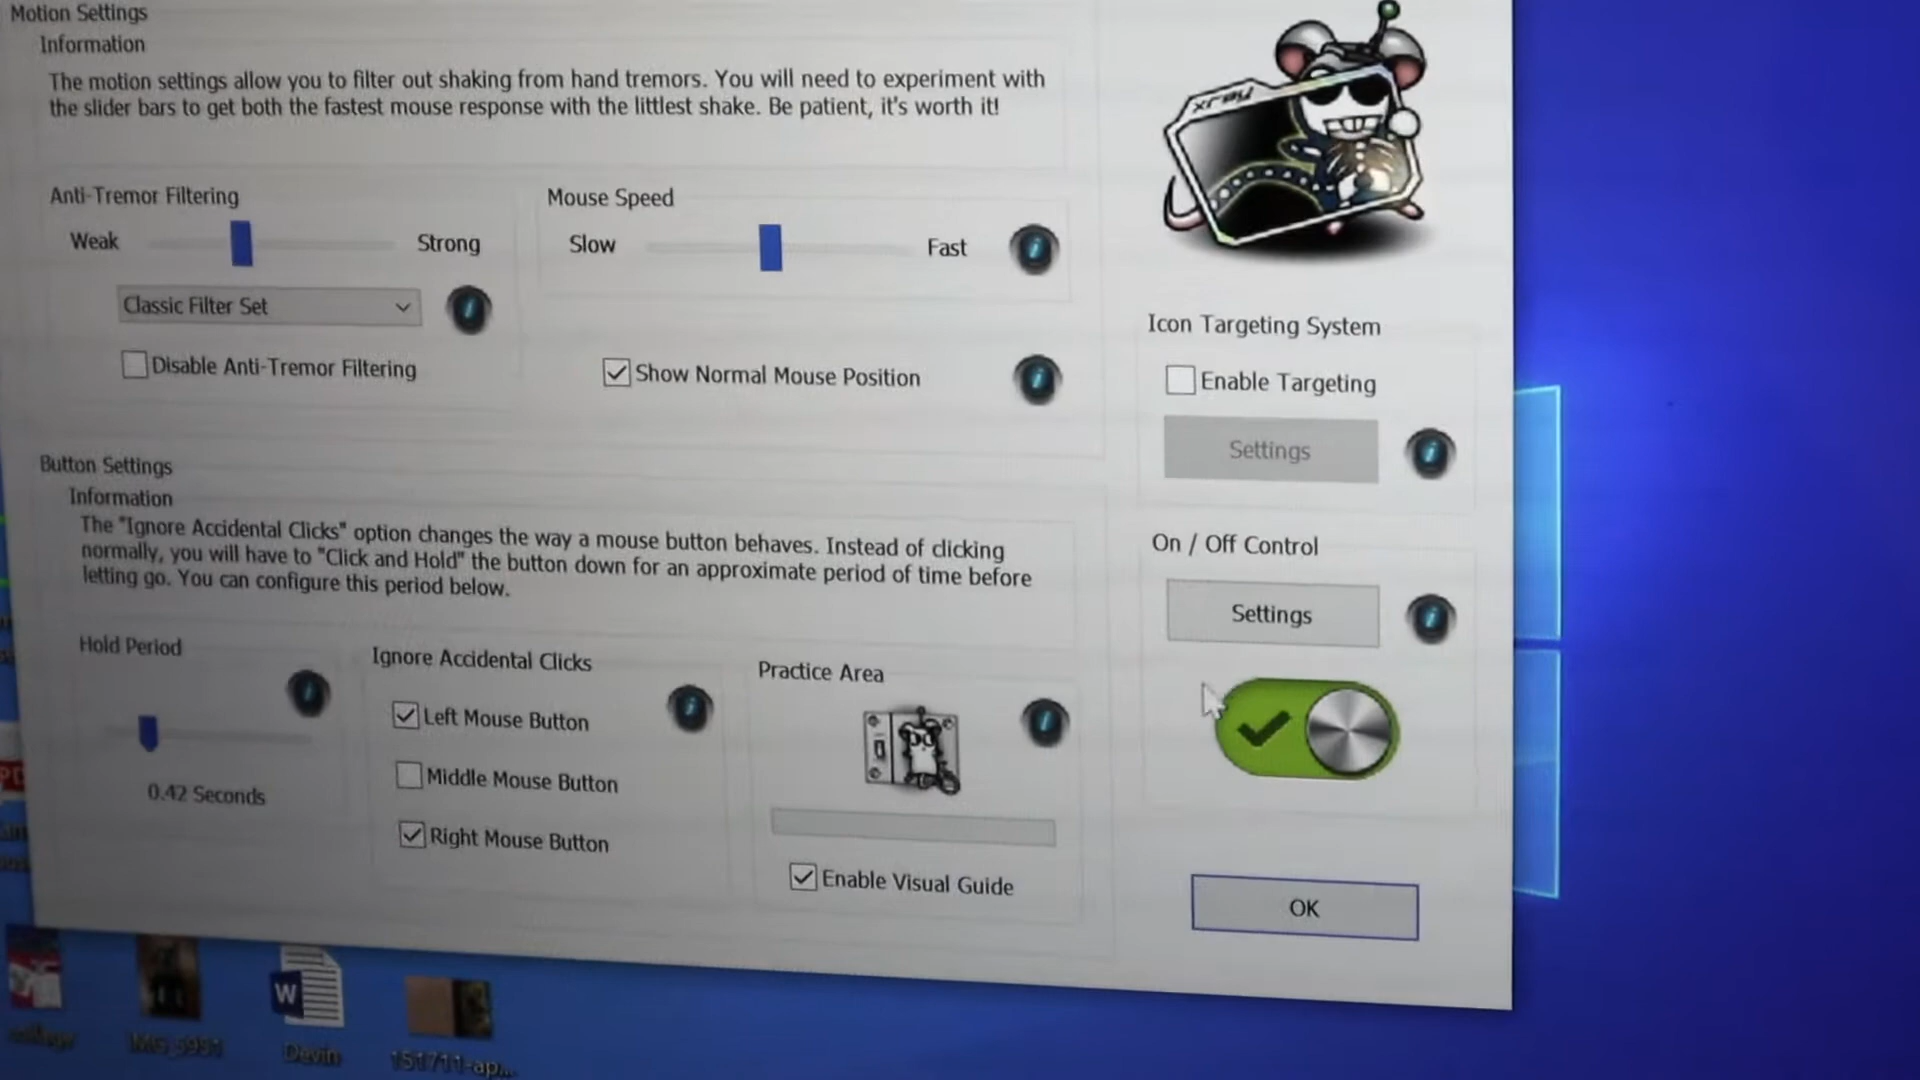 Motion Settings
Information
The motion settings allow you to filter out shaking from hand tremors. You will need to experiment with
the slider bars to get both the fastest mouse response with the littlest shake. Be patient, it's worth it!
Anti-Tremor Filtering
Weak
Strong
Classic Filter Set
Disable Anti-Tremor Filtering
Mouse Speed
Slow
Fast
Show Normal Mouse Position
Icon Targeting System
Enable Targeting
Settings
Button Settings
Information
The "Ignore Accidental Clicks" option changes the way a mouse button behaves. Instead of clicking
normally, you will have to "Click and Hold" the button down for an approximate period of time before
letting go. You can configure this period below.
Hold Period
0.42 Seconds
Ignore Accidental Clicks
Left Mouse Button
Middle Mouse Button
Right Mouse Button
Practice Area
Enable Visual Guide
On / Off Control
Settings
OK
W
Devin
151711-ap...